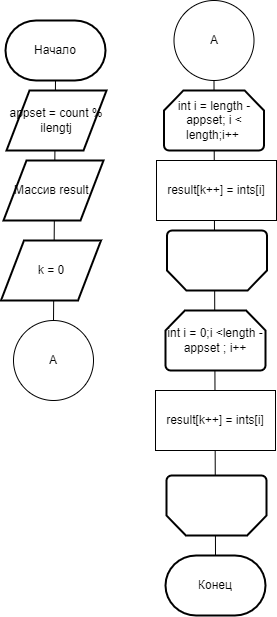 Начало
appset = count %
ilengtj
Массив result
k = 0
A
A
int i = length -
appset; i <
length;i++
result[k++] = ints[i]
int i = 0;i <length -
appset ; i++
result[k++] = ints[i]
Конец